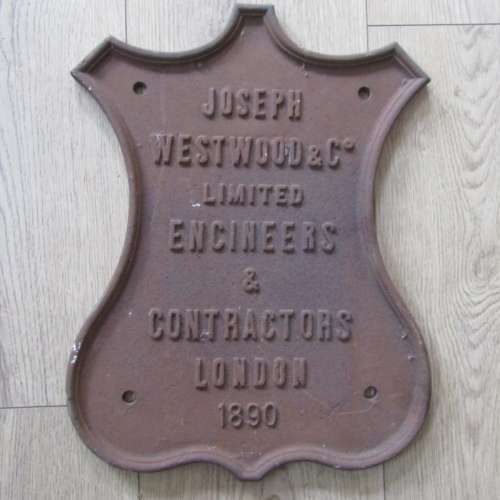 JOSEPH
WESTWOOD & Cº
LIMITED
ENGINEERS
&
CONTRACTORS
LONDON
1890